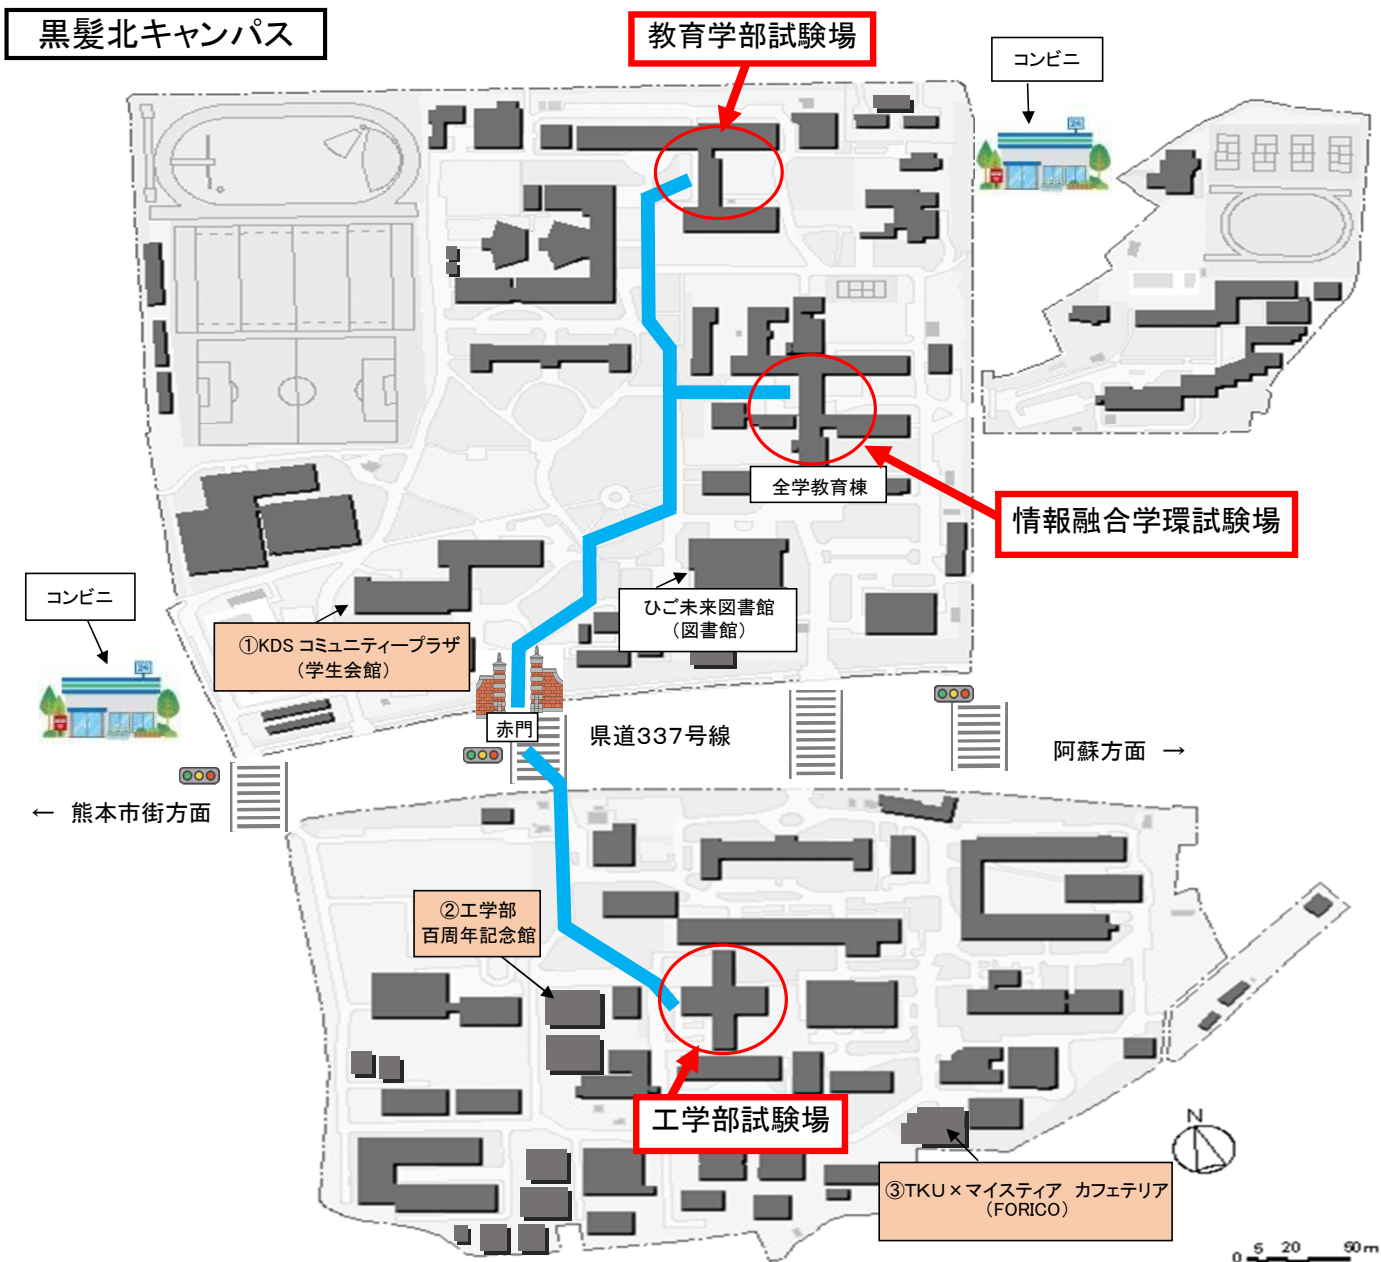 黒髪北キャンパス
教育学部試験場
コンビニ
24
全学教育棟
情報融合学環試験場
コンビニ
24
ひご未来図書館
(図書館)
①KDS コミュニティープラザ
(学生会館)
赤門
県道337号線
阿蘇方面 →
← 熊本市街方面
②工学部
百周年記念館
工学部試験場
③TKU×マイスティア カフェテリア
(FORICO)
N
0 5 20 50m